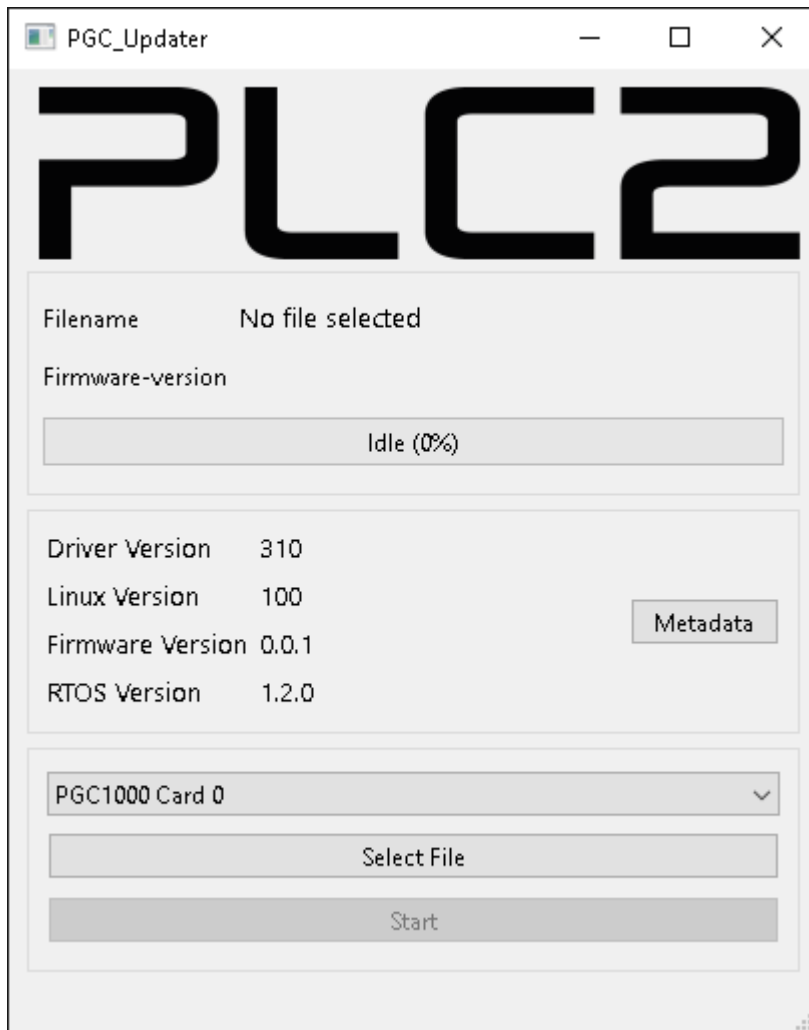 PGC_Updater
PLC2
Filename No file selected
Firmware-version
Idle (0%)
Driver Version 310
Linux Version 100
Firmware Version 0.0.1
RTOS Version 1.2.0
Metadata
PGC1000 Card 0
Select File
Start